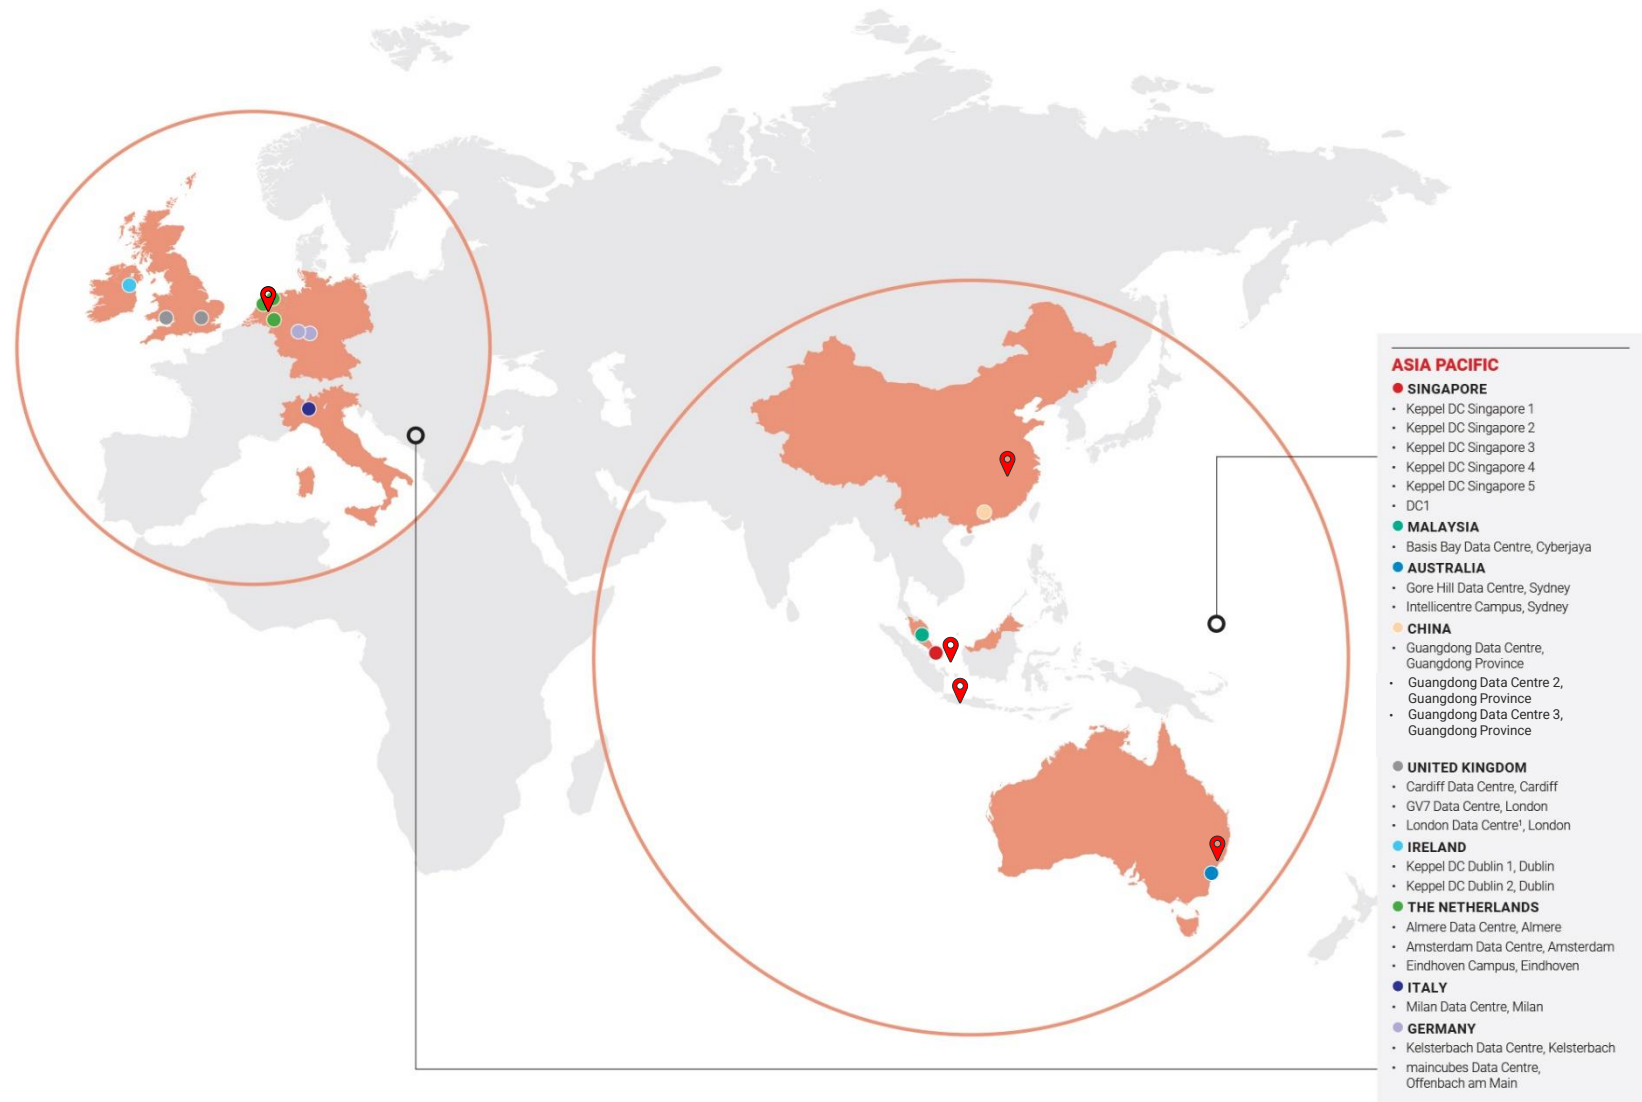 ASIA PACIFIC
SINGAPORE
• Keppel DC Singapore 1
• Keppel DC Singapore 2
• Keppel DC Singapore 3
• Keppel DC Singapore 4
• Keppel DC Singapore 5
• DC1
MALAYSIA
• Basis Bay Data Centre, Cyberjaya
AUSTRALIA
• Gore Hill Data Centre, Sydney
• Intellicentre Campus, Sydney
CHINA
• Guangdong Data Centre,
Guangdong Province
• Guangdong Data Centre 2,
Guangdong Province
• Guangdong Data Centre 3,
Guangdong Province
UNITED KINGDOM
• Cardiff Data Centre, Cardiff
• GV7 Data Centre, London
• London Data Centre¹, London
IRELAND
• Keppel DC Dublin 1, Dublin
• Keppel DC Dublin 2, Dublin
THE NETHERLANDS
• Almere Data Centre, Almere
• Amsterdam Data Centre, Amsterdam
• Eindhoven Campus, Eindhoven
ITALY
• Milan Data Centre, Milan
GERMANY
• Kelsterbach Data Centre, Kelsterbach
• maincubes Data Centre,
Offenbach am Main